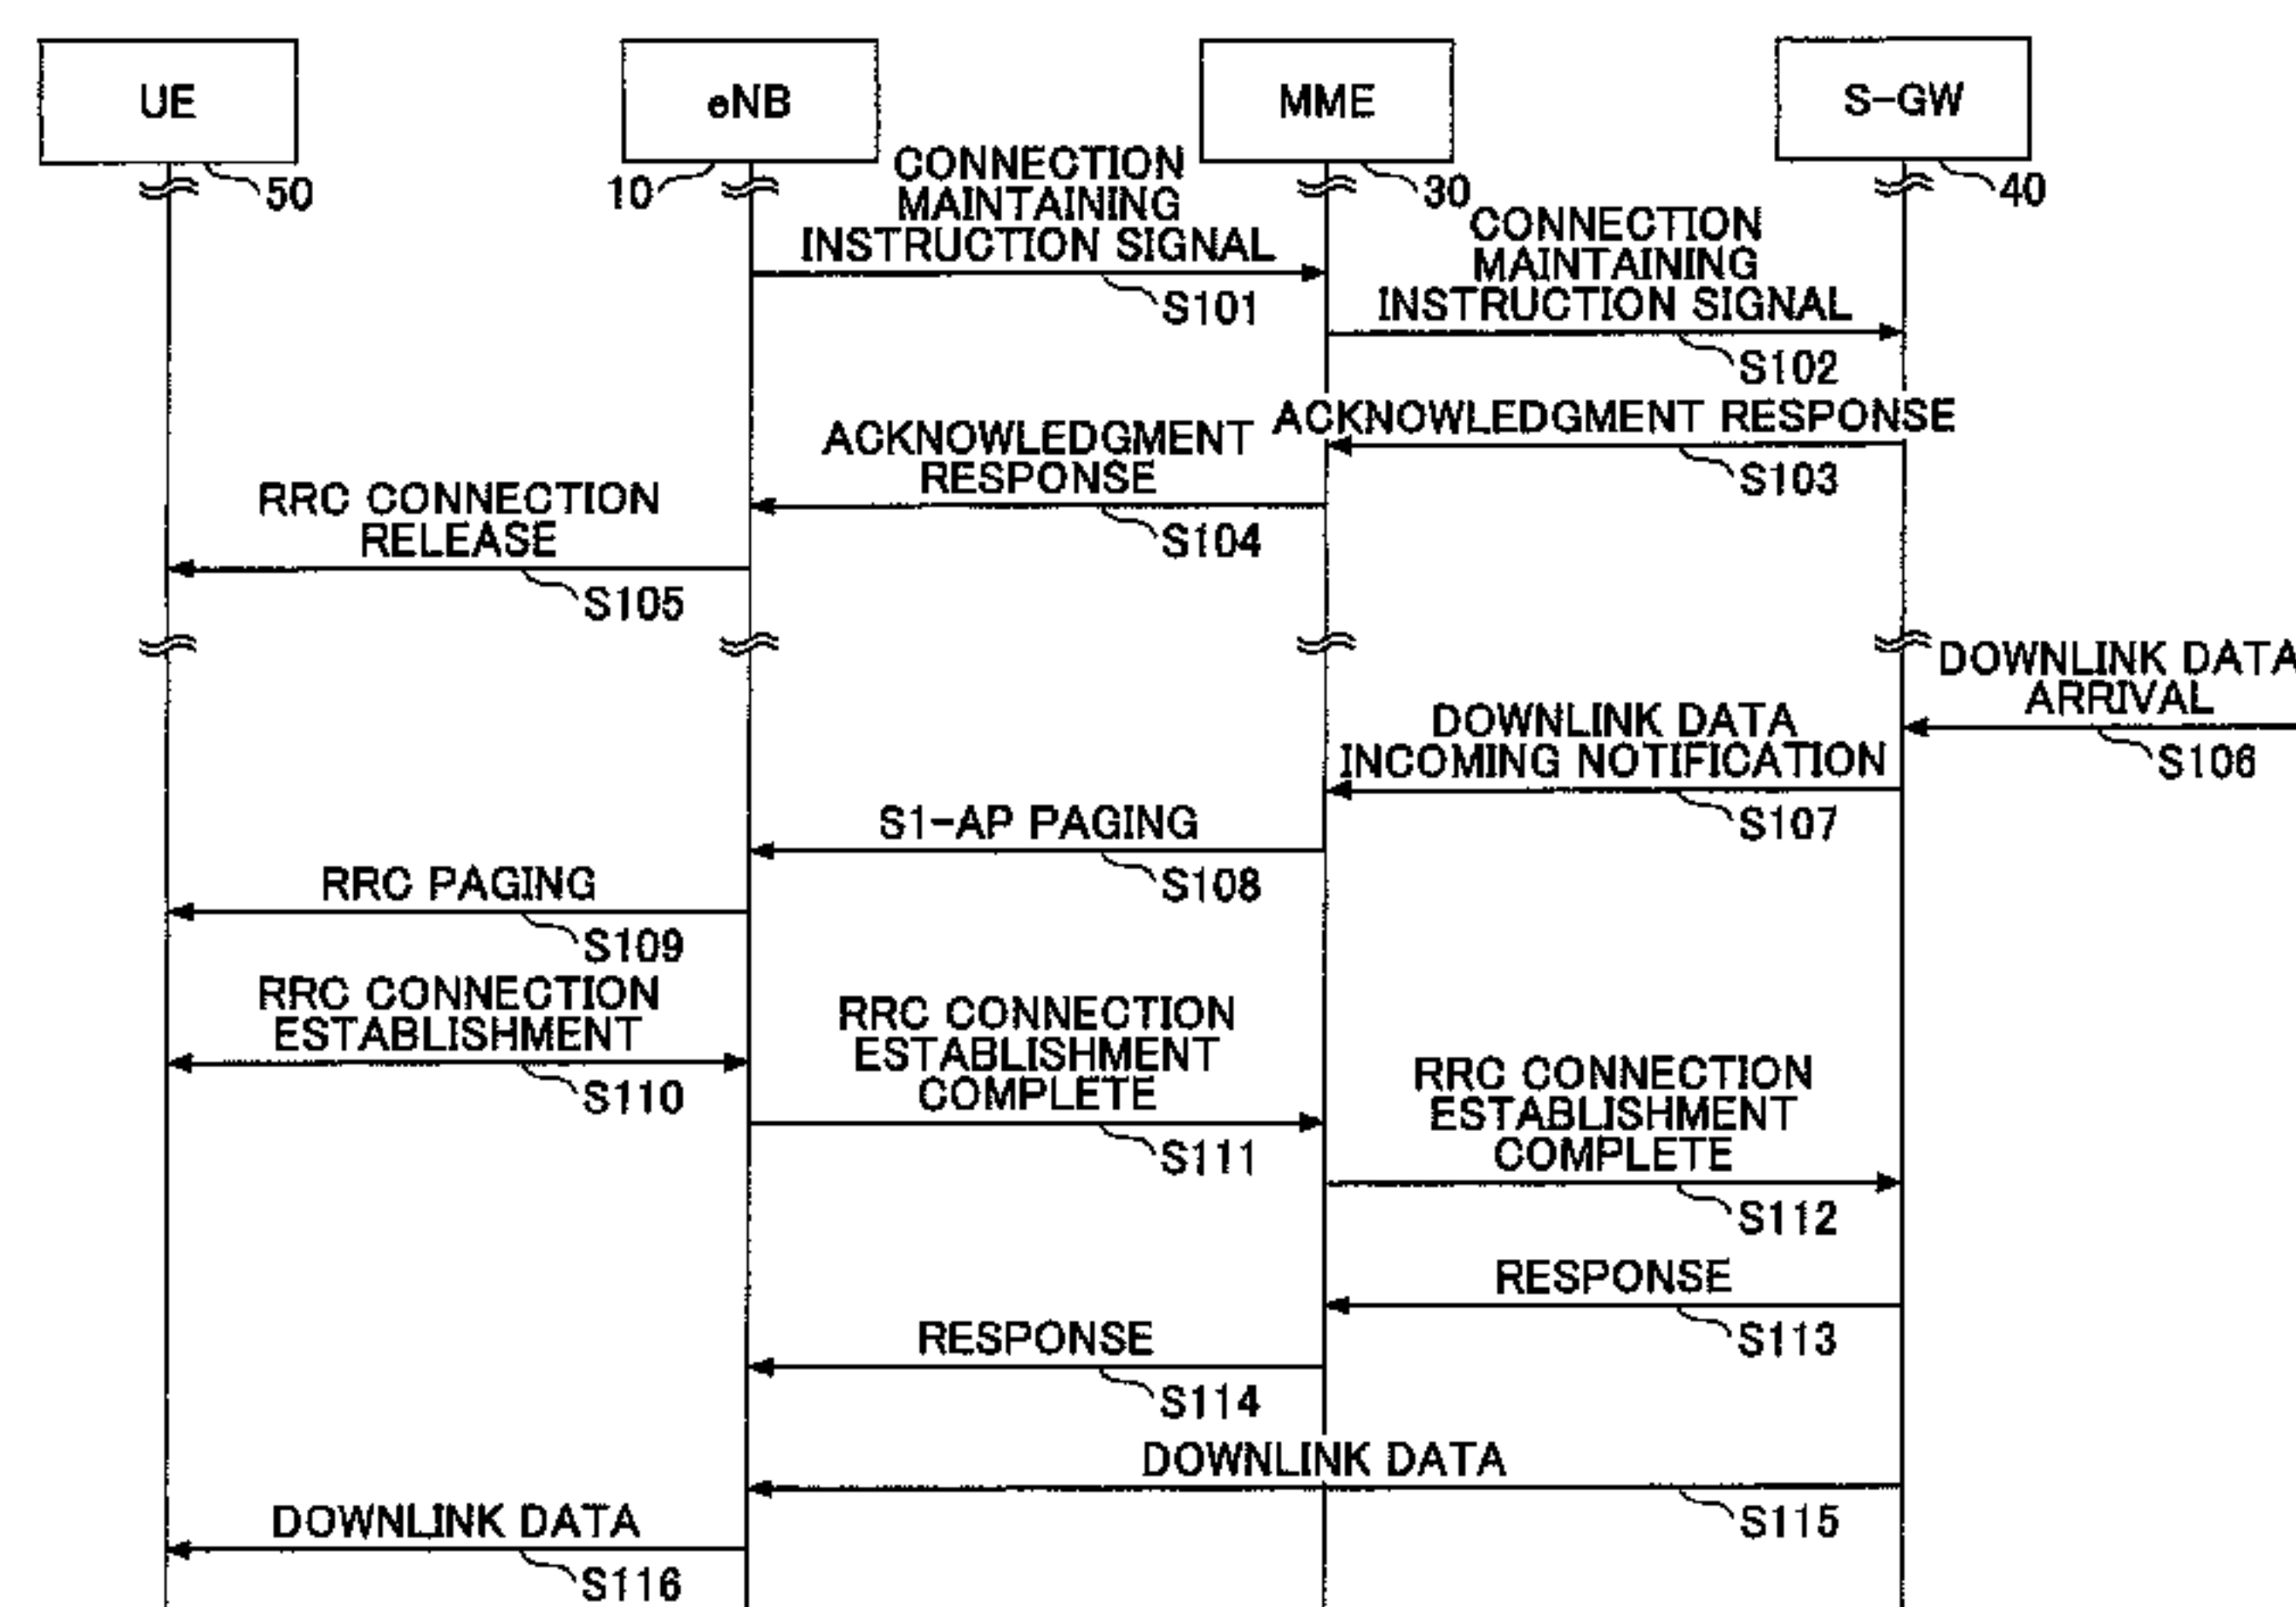 UE
eNB
MME
S-GW
50
10
30
40
CONNECTION
MAINTAINING
INSTRUCTION SIGNAL
S101
CONNECTION
MAINTAINING
INSTRUCTION SIGNAL
S102
ACKNOWLEDGMENT RESPONSE
S103
ACKNOWLEDGMENT
RESPONSE
S104
RRC CONNECTION
RELEASE
S105
DOWNLINK DATA
ARRIVAL
S106
DOWNLINK DATA
INCOMING NOTIFICATION
S107
S1-AP PAGING
S108
RRC PAGING
S109
RRC CONNECTION
ESTABLISHMENT
S110
RRC CONNECTION
ESTABLISHMENT
COMPLETE
S111
RRC CONNECTION
ESTABLISHMENT
COMPLETE
S112
RESPONSE
S113
RESPONSE
S114
DOWNLINK DATA
S115
DOWNLINK DATA
S116